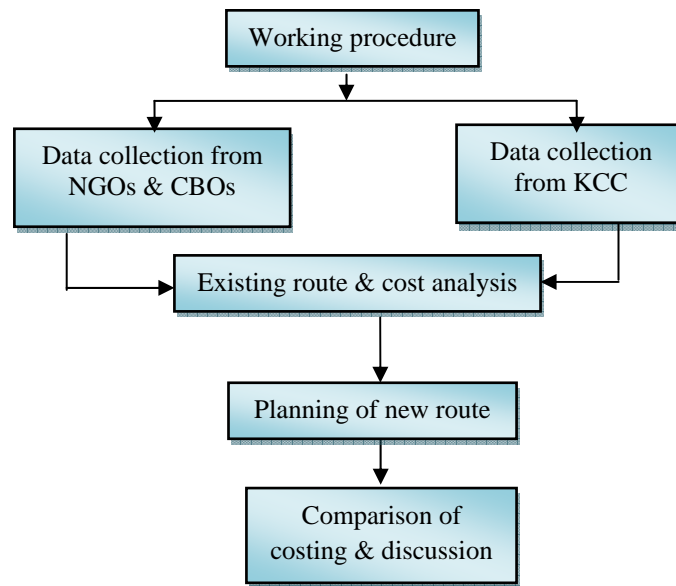 Working procedure
Data collection from
NGOs & CBOs
Data collection
from KCC
Existing route & cost analysis
Planning of new route
Comparison of
costing & discussion